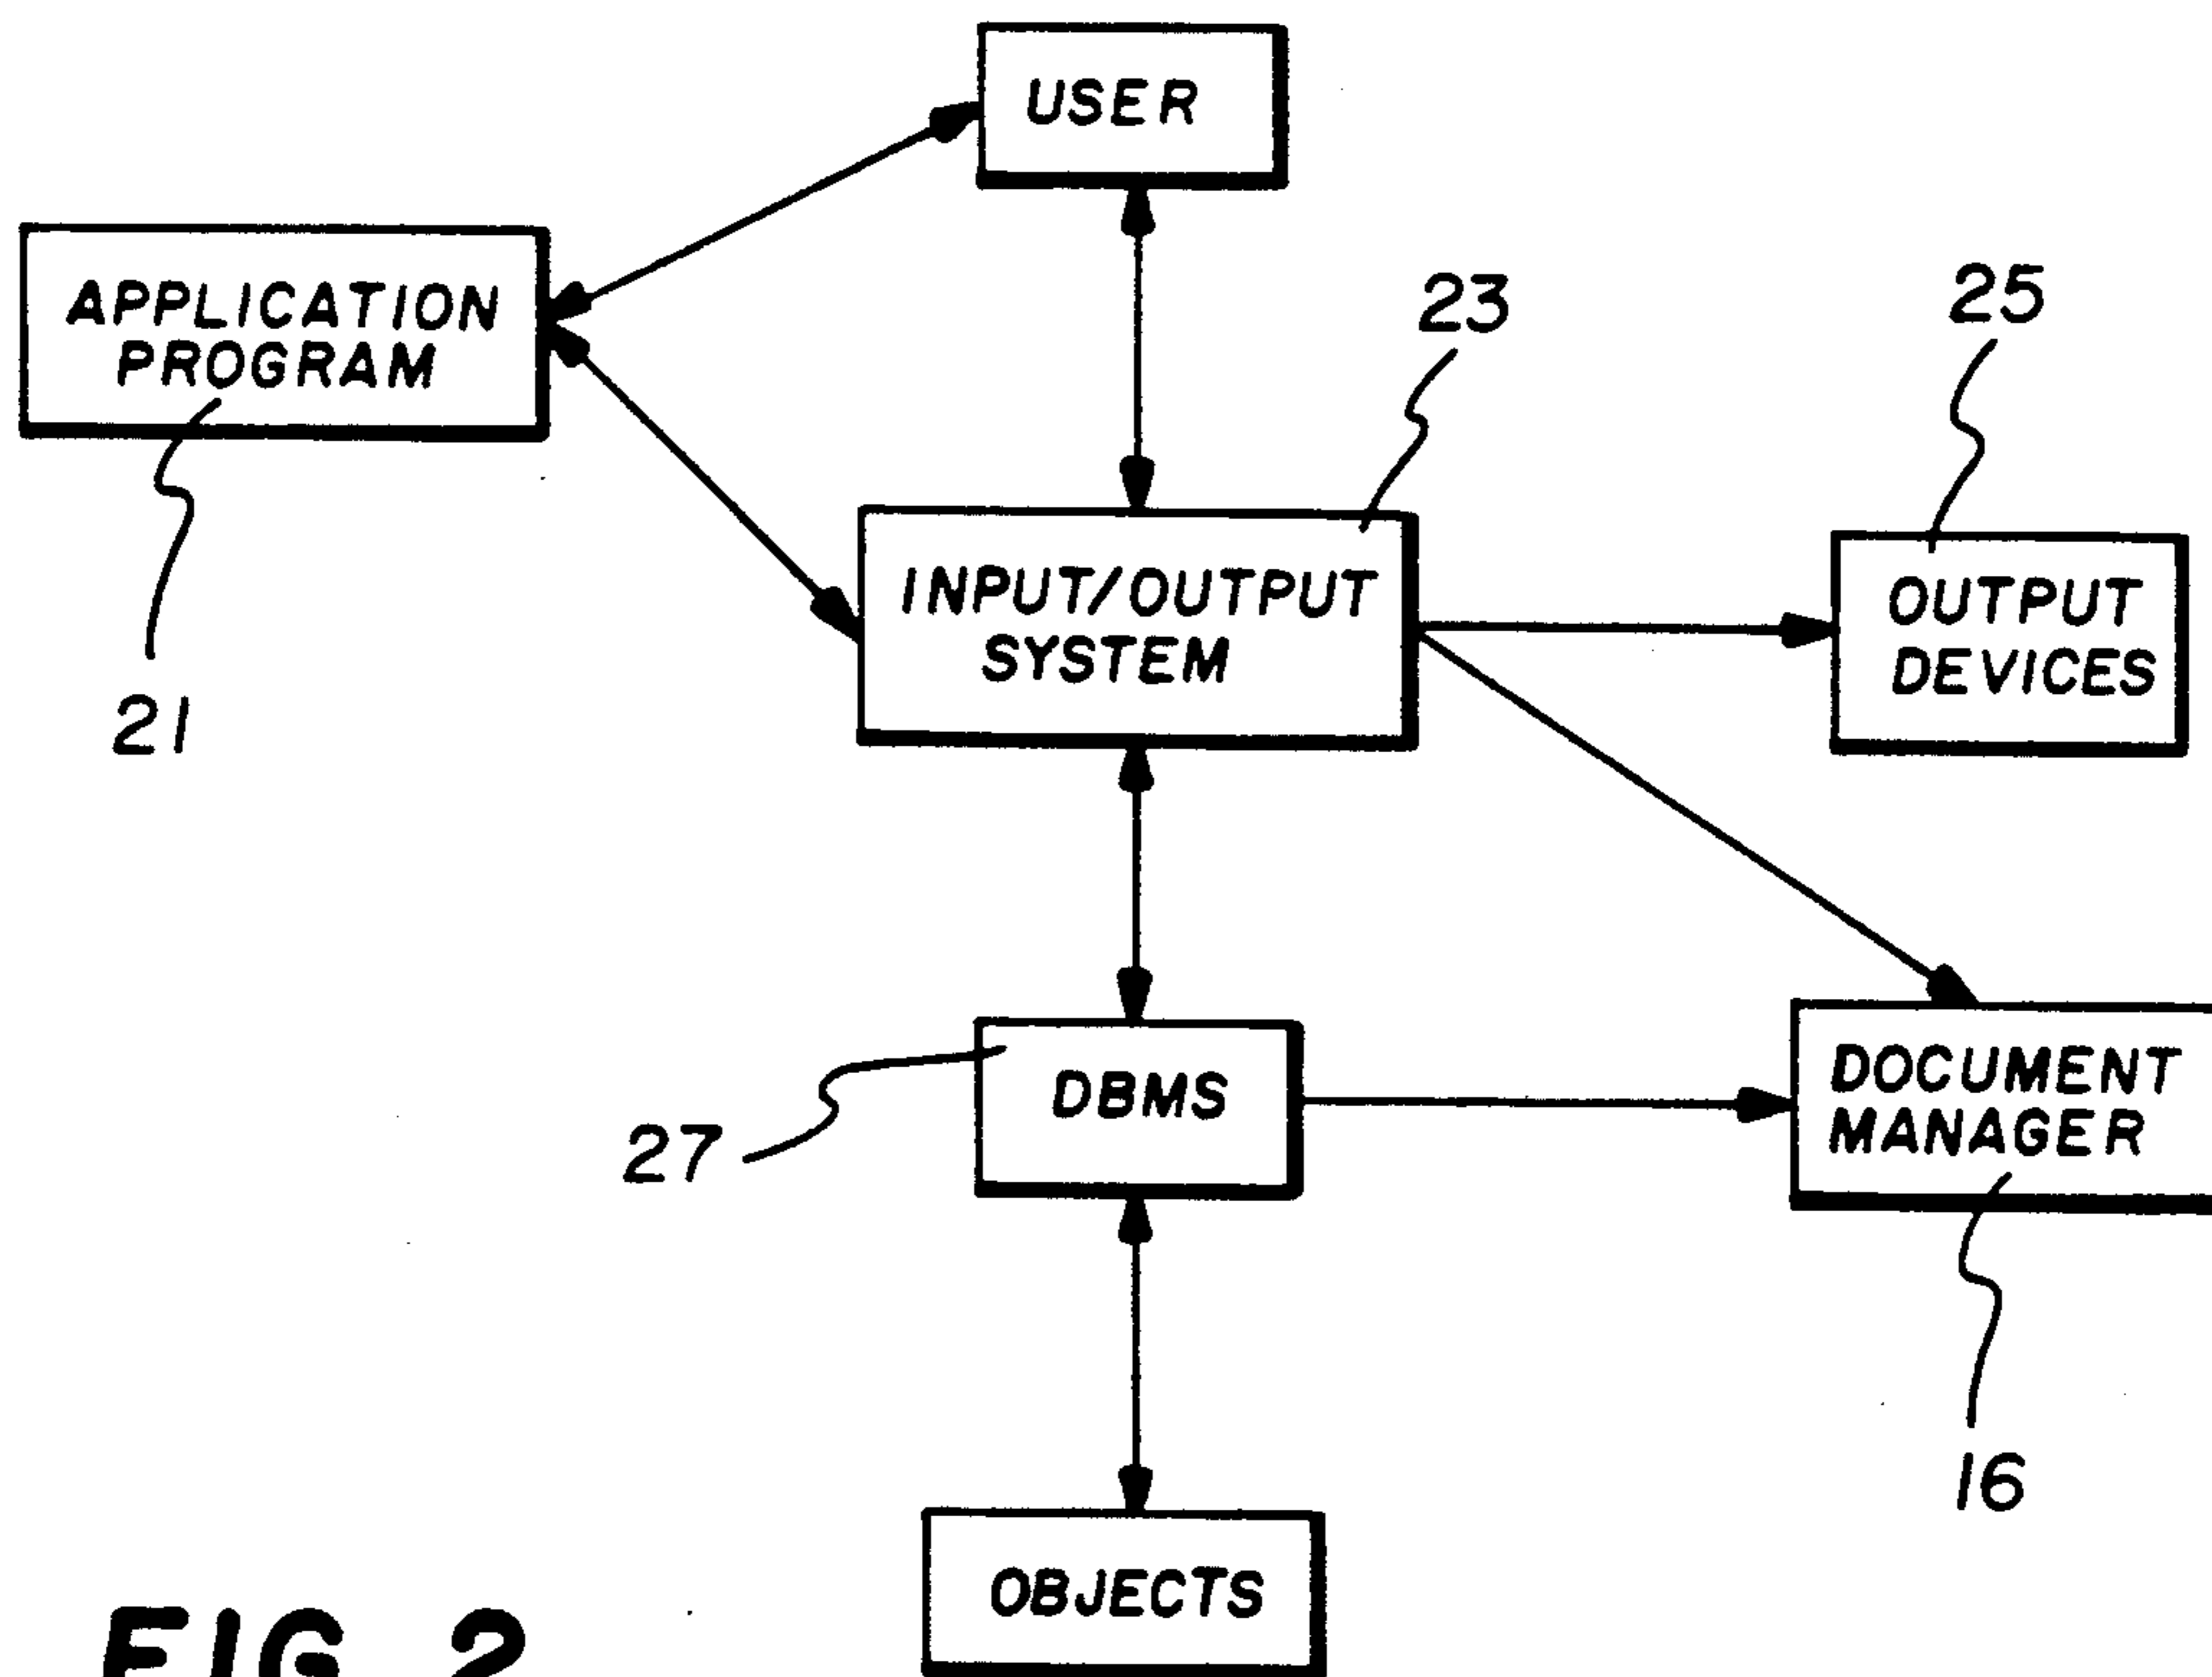 USER
APPLICATION
PROGRAM
23
25
INPUT/OUTPUT
SYSTEM
OUTPUT
DEVICES
21
DBMS
DOCUMENT
MANAGER
27
16
OBJECTS
FIG. 2